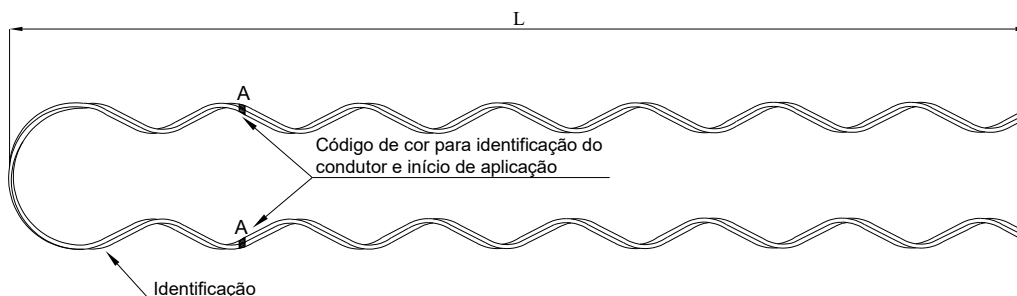 L
A
Código de cor para identificação do
condutor e início de aplicação
A
Identificação